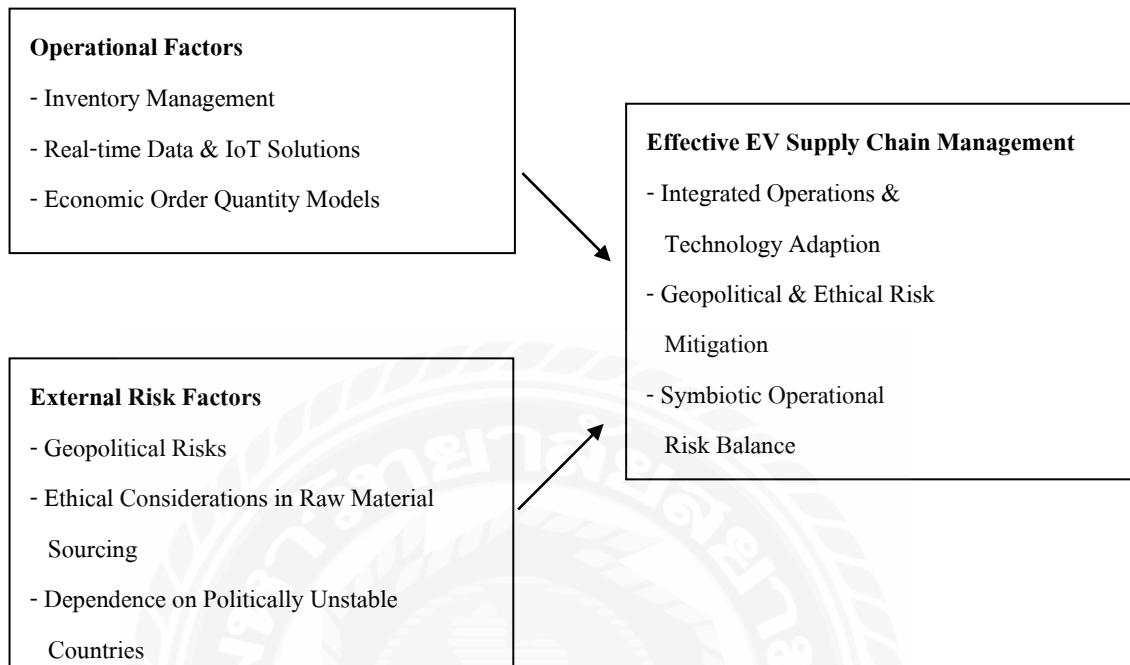 Operational Factors
- Inventory Management
- Real-time Data & IoT Solutions
- Economic Order Quantity Models
Effective EV Supply Chain Management
- Integrated Operations &
Technology Adaption
- Geopolitical & Ethical Risk
Mitigation
- Symbiotic Operational
Risk Balance
External Risk Factors
- Geopolitical Risks
- Ethical Considerations in Raw Material
Sourcing
- Dependence on Politically Unstable
Countries